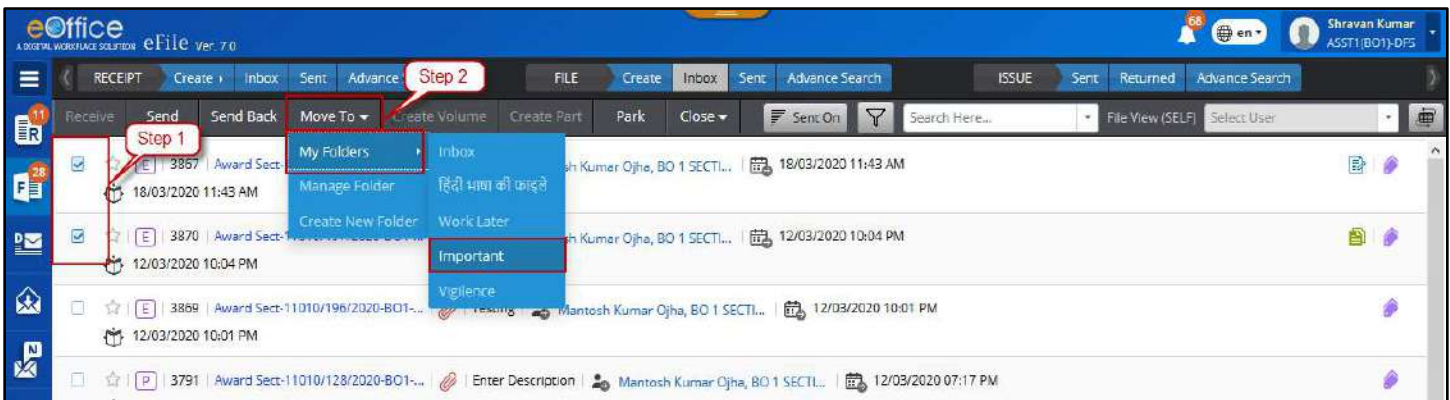 eOffice
A DIGITAL WORKPLACE SOLUTION eFile Ver. 7.0
68
en
Shravan Kumar
ASST1(BO1)-DFS
RECEIPT Create Inbox Sent Advance
Step 2
FILE Create Inbox Sent Advance Search
ISSUE Sent Returned Advance Search
11
R
Receive Send Send Back Move To Create Volume Create Part Park Close Sent On Search Here... File View (SELF) Select User
Step 1
28
F
E 3867 Award Sect- sh Kumar Ojha, BO 1 SECTI... 18/03/2020 11:43 AM
18/03/2020 11:43 AM
My Folders
Manage Folder
Create New Folder
Inbox
हिंदी भाषा की फाइले
Work Later
Important
Vigilence
D
E 3870 Award Sect- sh Kumar Ojha, BO 1 SECTI... 12/03/2020 10:04 PM
12/03/2020 10:04 PM
E 3869 Award Sect-11010/196/2020-BO1-... Testing Mantosh Kumar Ojha, BO 1 SECTI... 12/03/2020 10:01 PM
12/03/2020 10:01 PM
N
P 3791 Award Sect-11010/128/2020-BO1-... Enter Description Mantosh Kumar Ojha, BO 1 SECTI... 12/03/2020 07:17 PM